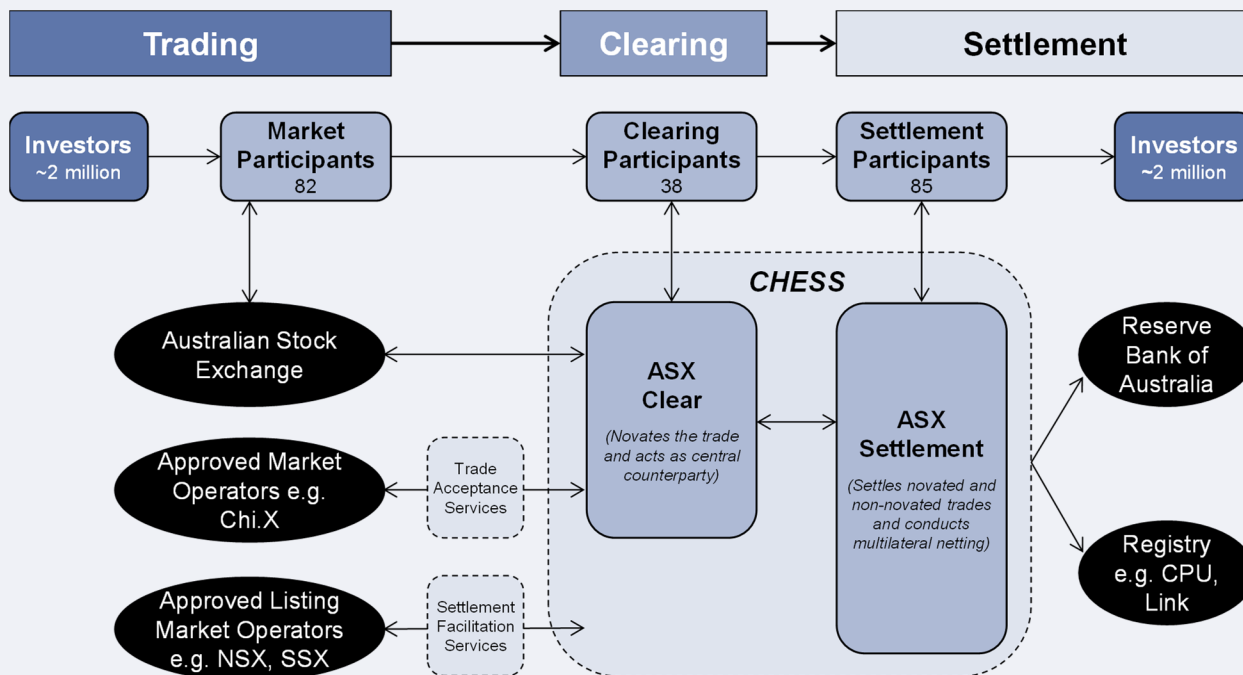 Trading
Clearing
Settlement
Investors
~2 million
Market
Participants
82
Clearing
Participants
38
Settlement
Participants
85
Investors
~2 million
CHESS
Australian Stock
Exchange
ASX
Clear
(Novates the trade
and acts as central
counterparty)
ASX
Settlement
(Settles novated and
non-novated trades
and conducts
multilateral netting)
Reserve
Bank of
Australia
Approved Market
Operators e.g.
Chi.X
Trade
Acceptance
Services
Registry
e.g. CPU,
Link
Approved Listing
Market Operators
e.g. NSX, SSX
Settlement
Facilitation
Services